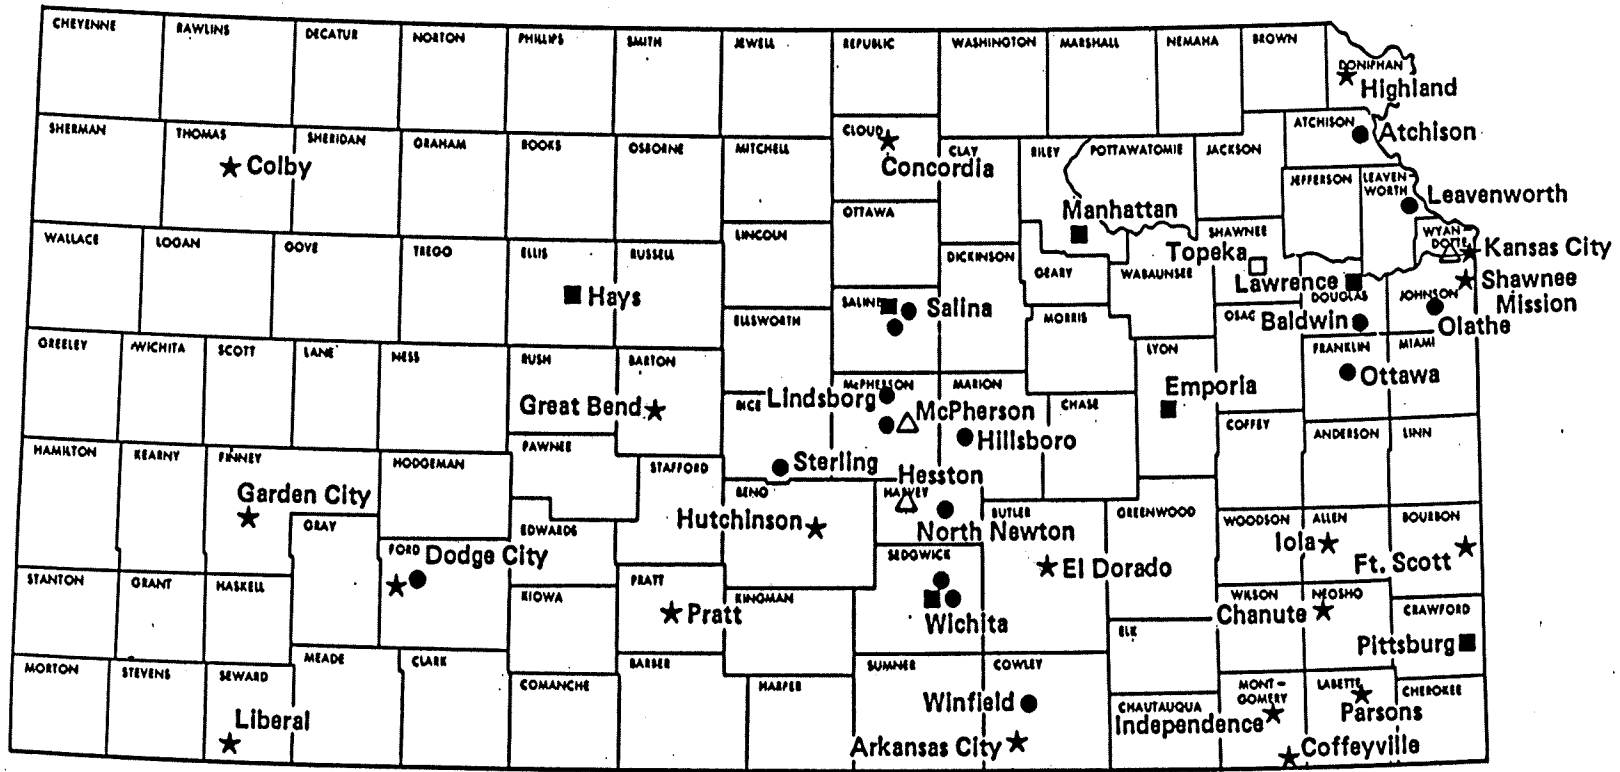 CHEYENNE
RAWLINS
DECATUR
NORTON
PHILLIPS
SMITH
JEWELL
REPUBLIC
WASHINGTON
MARSHALL
NEMAHA
BROWN
DONIPHAN
Highland
SHERMAN
THOMAS
Colby
SHERIDAN
GRAHAM
ROOKS
OSBORNE
MITCHELL
CLOUD
Concordia
CLAY
RILEY
POTTAWATOMIE
JACKSON
ATCHISON
Atchison
JEFFERSON
LEAVEN-
WORTH
Leavenworth
OTTAWA
Manhattan
SHAWNEE
Topeka
WYAN
DOTTE
Kansas City
WALLACE
LOGAN
GOVE
TREGO
ELLIS
Hays
RUSSELL
LINCOLN
DICKINSON
GEARY
WABAUNSEE
Lawrence
DOUGLAS
JOHNSON
Shawnee
Mission
SALINE
Salina
ELLSWORTH
MORRIS
OSAG
Baldwin
Olathe
GREELEY
WICHITA
SCOTT
LANE
NESS
RUSH
BARTON
Great Bend
RICE
McPHERSON
Lindsborg
McPherson
MARION
Hillsboro
CHASE
LYON
Emporia
FRANKLIN
Ottawa
MIAMI
COFFEY
ANDERSON
LINN
HAMILTON
KEARNY
FINNEY
Garden City
HODGEMAN
PAWNEE
STAFFORD
Sterling
RENO
Hutchinson
Hesston
HARVEY
North Newton
BUTLER
El Dorado
GREENWOOD
WOODSON
ALLEN
Iola
BOURBON
Ft. Scott
GRAY
FORD
Dodge City
EDWARDS
SEDGWICK
Wichita
STANTON
GRANT
HASKELL
KIOWA
PRATT
Pratt
KINGMAN
ELK
WILSON
NEOSHO
Chanute
CRAWFORD
Pittsburg
MORTON
STEVENS
SEWARD
Liberal
MEADE
CLARK
COMANCHE
BARBER
HARPER
SUMNER
COWLEY
Winfield
Arkansas City
CHAUTAUQUA
MONT-
GOMERY
Independence
LABETTE
Parsons
CHEROKEE
Coffeyville